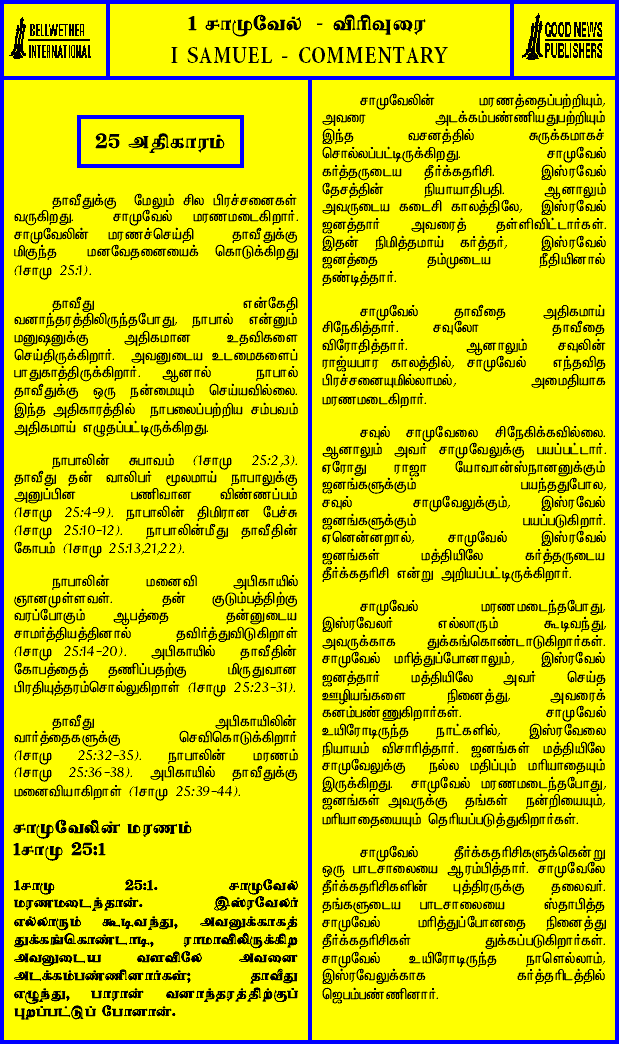 BELLWETHER
INTERNATIONAL
1 சாமுவேல் - விரிவுரை
I SAMUEL - COMMENTARY
GOOD NEWS
PUBLISHERS
25 அதிகாரம்
தாவீதுக்கு மேலும் சில பிரச்சனைகள்
வருகிறது. சாமுவேல் மரணமடைகிறார்.
சாமுவேலின் மரணச்செய்தி தாவீதுக்கு
மிகுந்த மனவேதனையைக் கொடுக்கிறது
(1சாமு 25:1).
தாவீது என்கேதி
வனாந்தரத்திலிருந்தபோது, நாபால் என்னும்
மனுஷனுக்கு அதிகமான உதவிகளை
செய்திருக்கிறார். அவனுடைய உடமைகளைப்
பாதுகாத்திருக்கிறார். ஆனால் நாபால்
தாவீதுக்கு ஒரு நன்மையும் செய்யவில்லை.
இந்த அதிகாரத்தில் நாபலைப்பற்றிய சம்பவம்
அதிகமாய் எழுதப்பட்டிருக்கிறது.
நாபாலின் சுபாவம் (1சாமு 25:2,3).
தாவீது தன் வாலிபர் மூலமாய் நாபாலுக்கு
அனுப்பின பணிவான விண்ணப்பம்
(1சாமு 25:4-9). நாபாலின் திமிரான பேச்சு
(1சாமு 25:10-12). நாபாலின்மீது தாவீதின்
கோபம் (1சாமு 25:13,21,22).
நாபாலின் மனைவி அபிகாயில்
ஞானமுள்ளவள். தன் குடும்பத்திற்கு
வரப்போகும் ஆபத்தை தன்னுடைய
சாமர்த்தியத்தினால் தவிர்த்துவிடுகிறாள்
(1சாமு 25:14-20). அபிகாயில் தாவீதின்
கோபத்தைத் தணிப்பதற்கு மிருதுவான
பிரதியுத்தரம்சொல்லுகிறாள் (1சாமு 25:23-31).
தாவீது அபிகாயிலின்
வார்த்தைகளுக்கு செவிகொடுக்கிறார்
(1சாமு 25:32-35). நாபாலின் மரணம்
(1சாமு 25:36-38). அபிகாயில் தாவீதுக்கு
மனைவியாகிறாள் (1சாமு 25:39-44).
சாமுவேலின் மரணம்
1சாமு 25:1
1சாமு 25:1. சாமுவேல்
மரணமடைந்தான். இஸ்ரவேலர்
எல்லாரும் கூடிவந்து, அவனுக்காகத்
துக்கங்கொண்டாடி, ராமாவிலிருக்கிற
அவனுடைய வளவிலே அவனை
அடக்கம்பண்ணினார்கள்; தாவீது
எழுந்து, பாரான் வனாந்தரத்திற்குப்
புறப்பட்டுப் போனான்.
சாமுவேலின் மரணத்தைப்பற்றியும்,
அவரை அடக்கம்பண்ணியதுபற்றியும்
இந்த வசனத்தில் சுருக்கமாகச்
சொல்லப்பட்டிருக்கிறது. சாமுவேல்
கர்த்தருடைய தீர்க்கதரிசி. இஸ்ரவேல்
தேசத்தின் நியாயாதிபதி. ஆனாலும்
அவருடைய கடைசி காலத்திலே, இஸ்ரவேல்
ஜனத்தார் அவரைத் தள்ளிவிட்டார்கள்.
இதன் நிமித்தமாய் கர்த்தர், இஸ்ரவேல்
ஜனத்தை தம்முடைய நீதியினால்
தண்டித்தார்.
சாமுவேல் தாவீதை அதிகமாய்
சிநேகித்தார். சவுலோ தாவீதை
விரோதித்தார். ஆனாலும் சவுலின்
ராஜ்யபார காலத்தில், சாமுவேல் எந்தவித
பிரச்சனையுமில்லாமல், அமைதியாக
மரணமடைகிறார்.
சவுல் சாமுவேலை சிநேகிக்கவில்லை.
ஆனாலும் அவர் சாமுவேலுக்கு பயப்பட்டார்.
ஏரோது ராஜா யோவான்ஸ்நானனுக்கும்
ஜனங்களுக்கும் பயந்ததுபோல,
சவுல் சாமுவேலுக்கும், இஸ்ரவேல்
ஜனங்களுக்கும் பயப்படுகிறார்.
ஏனென்றால், சாமுவேல் இஸ்ரவேல்
ஜனங்கள் மத்தியிலே கர்த்தருடைய
தீர்க்கதரிசி என்று அறியப்பட்டிருக்கிறார்.
சாமுவேல் மரணமடைந்தபோது,
இஸ்ரவேலர் எல்லாரும் கூடிவந்து,
அவருக்காக துக்கங்கொண்டாடுகிறார்கள்.
சாமுவேல் மரித்துப்போனாலும், இஸ்ரவேல்
ஜனத்தார் மத்தியிலே அவர் செய்த
ஊழியங்களை நினைத்து, அவரைக்
கனம்பண்ணுகிறார்கள். சாமுவேல்
உயிரோடிருந்த நாட்களில், இஸ்ரவேலை
நியாயம் விசாரித்தார். ஜனங்கள் மத்தியிலே
சாமுவேலுக்கு நல்ல மதிப்பும் மரியாதையும்
இருக்கிறது. சாமுவேல் மரணமடைந்தபோது,
ஜனங்கள் அவருக்கு தங்கள் நன்றியையும்,
மரியாதையையும் தெரியப்படுத்துகிறார்கள்.
சாமுவேல் தீர்க்கதரிசிகளுக்கென்று
ஒரு பாடசாலையை ஆரம்பித்தார். சாமுவேலே
தீர்க்கதரிசிகளின் புத்திரருக்கு தலைவர்.
தங்களுடைய பாடசாலையை ஸ்தாபித்த
சாமுவேல் மரித்துப்போனதை நினைத்து
தீர்க்கதரிசிகள் துக்கப்படுகிறார்கள்.
சாமுவேல் உயிரோடிருந்த நாளெல்லாம்,
இஸ்ரவேலுக்காக கர்த்தரிடத்தில்
ஜெபம்பண்ணினார்.